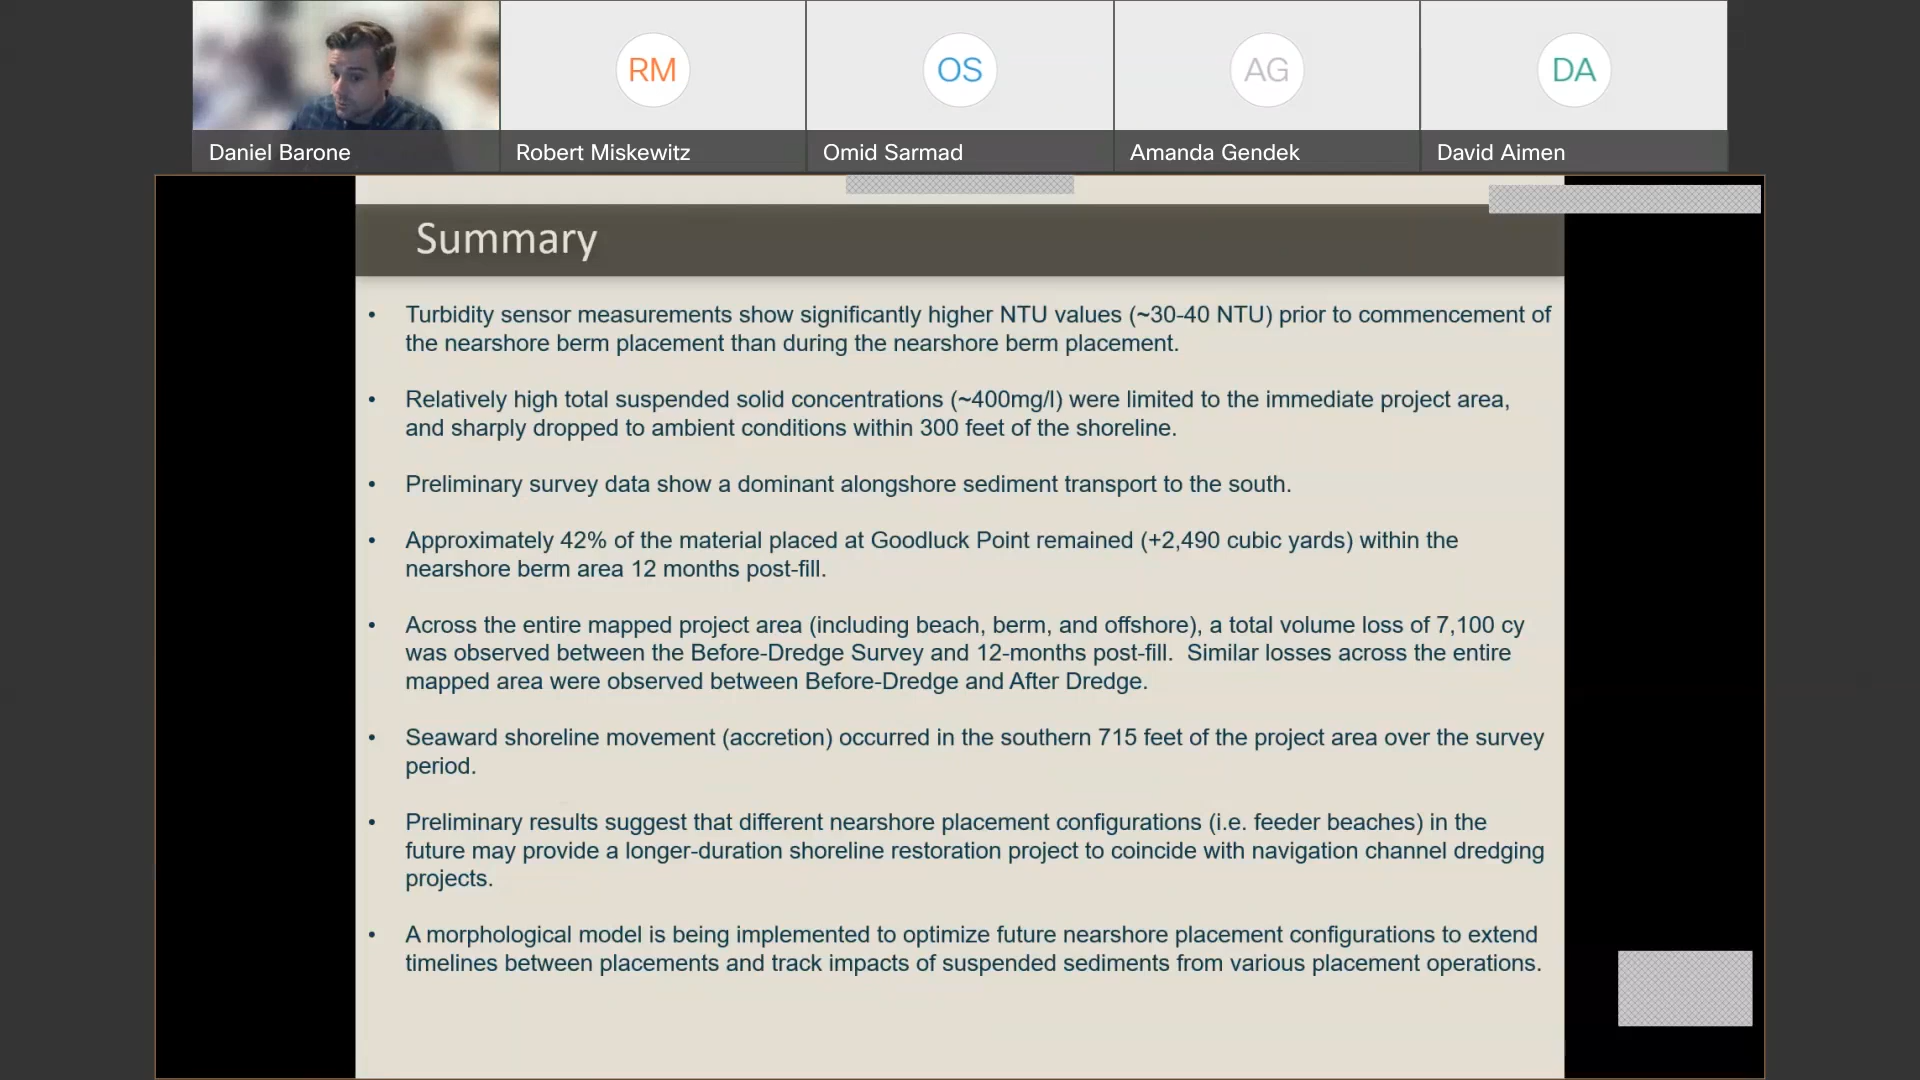 RM
OS
AG
DA
Daniel Barone
Robert Miskewitz
Omid Sarmad
Amanda Gendek
David Aimen
Summary
• Turbidity sensor measurements show significantly higher NTU values (~30-40 NTU) prior to commencement of
the nearshore berm placement than during the nearshore berm placement.
• Relatively high total suspended solid concentrations (~400mg/l) were limited to the immediate project area,
and sharply dropped to ambient conditions within 300 feet of the shoreline.
• Preliminary survey data show a dominant alongshore sediment transport to the south.
• Approximately 42% of the material placed at Goodluck Point remained (+2,490 cubic yards) within the
nearshore berm area 12 months post-fill.
• Across the entire mapped project area (including beach, berm, and offshore), a total volume loss of 7,100 cy
was observed between the Before-Dredge Survey and 12-months post-fill. Similar losses across the entire
mapped area were observed between Before-Dredge and After Dredge.
• Seaward shoreline movement (accretion) occurred in the southern 715 feet of the project area over the survey
period.
• Preliminary results suggest that different nearshore placement configurations (i.e. feeder beaches) in the
future may provide a longer-duration shoreline restoration project to coincide with navigation channel dredging
projects.
• A morphological model is being implemented to optimize future nearshore placement configurations to extend
timelines between placements and track impacts of suspended sediments from various placement operations.